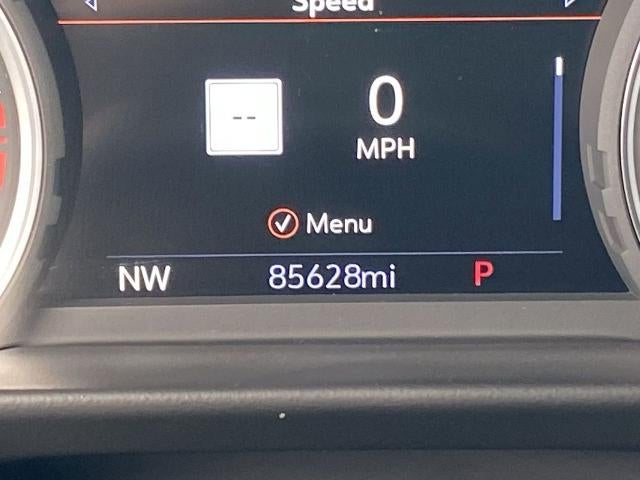 Speed
--
0
MPH
Menu
NW 85628mi P